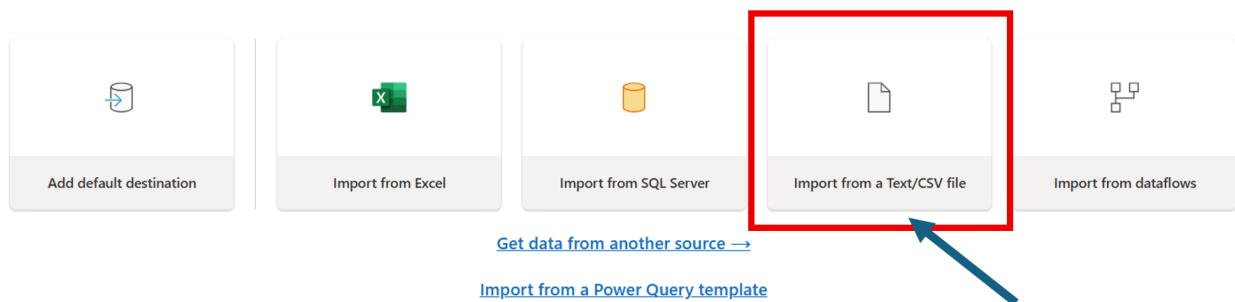 Add default destination
Import from Excel
Import from SQL Server
Import from a Text/CSV file
Import from dataflows
Get data from another source →
Import from a Power Query template